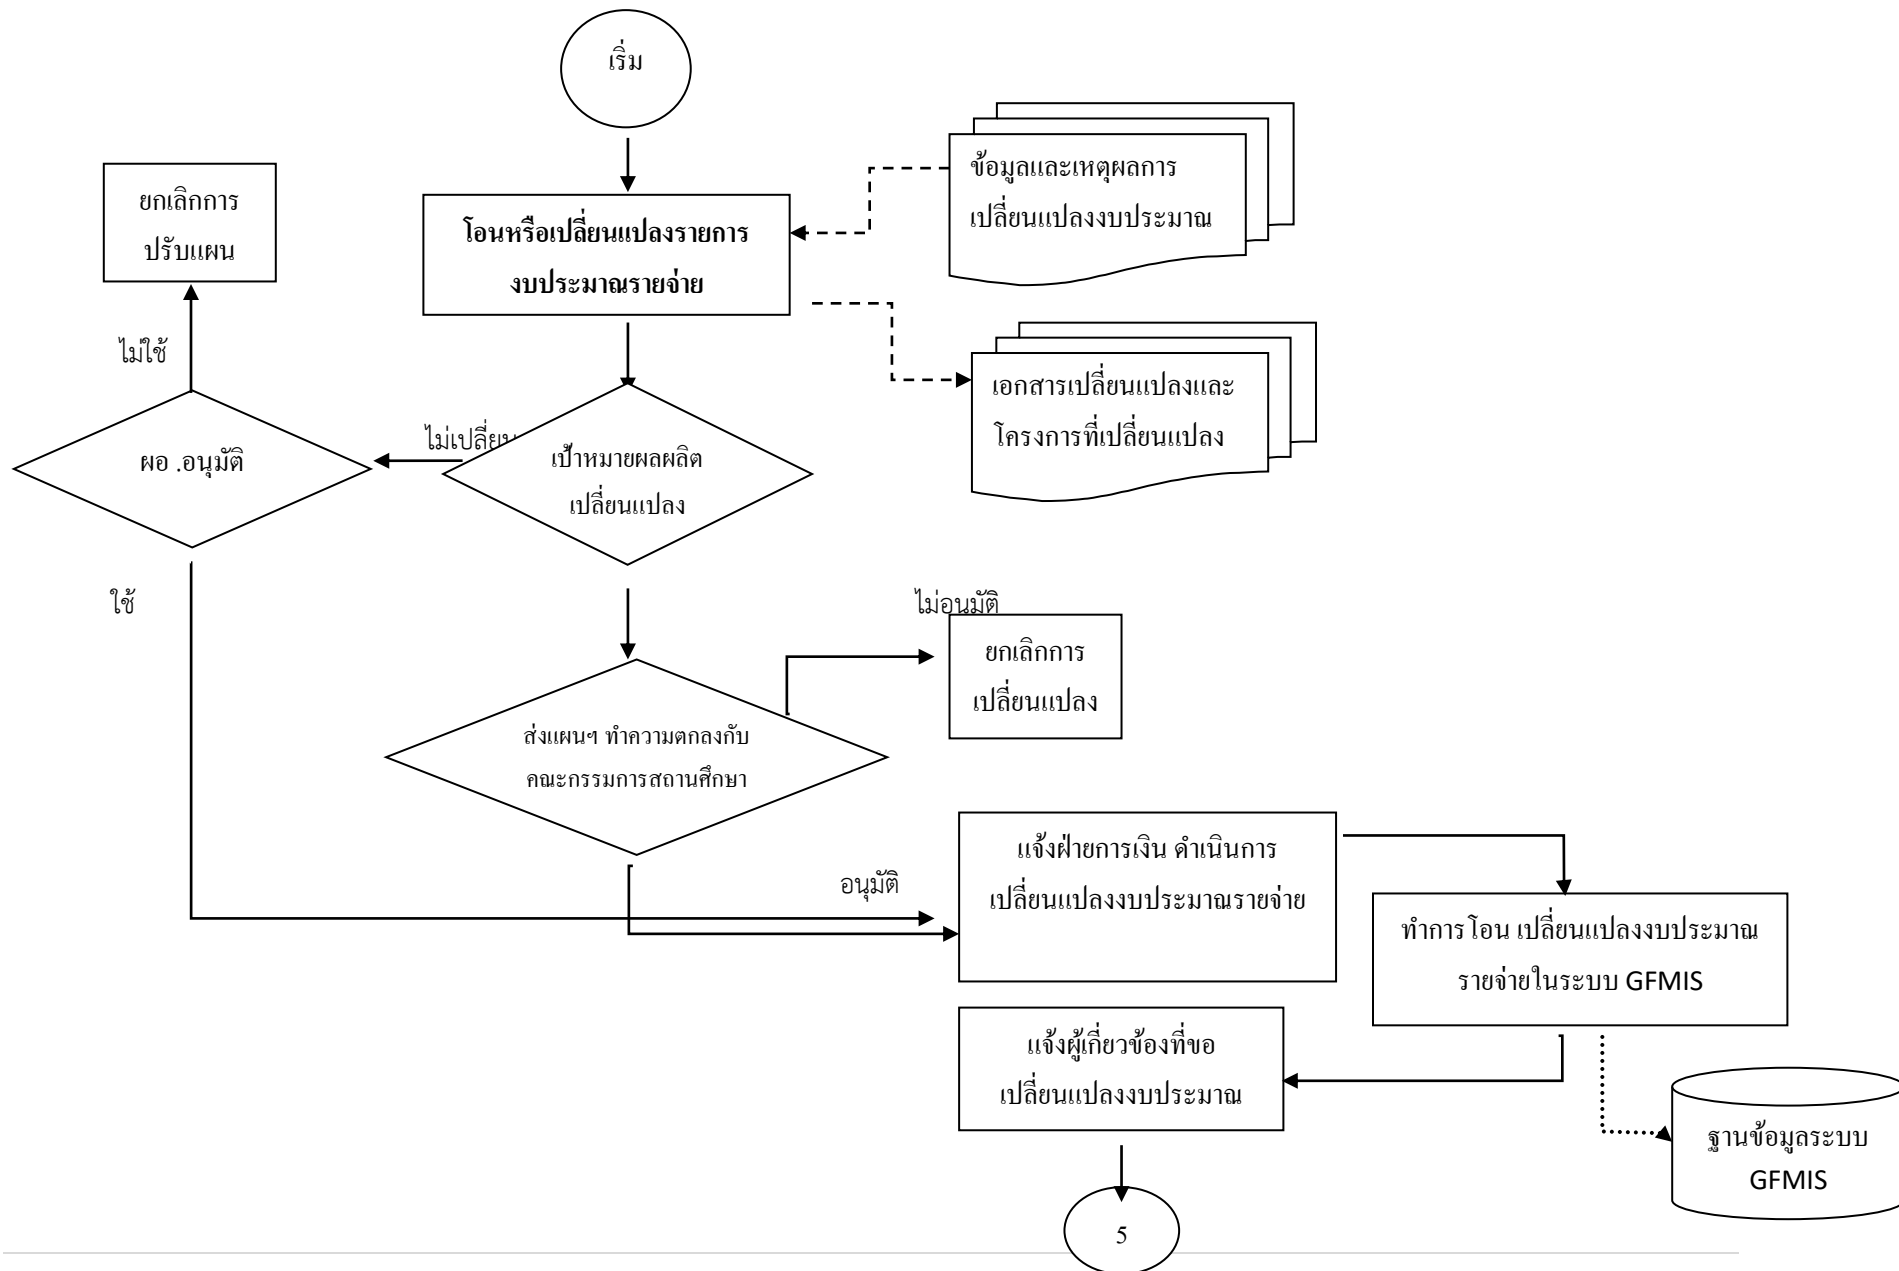 เริ่ม
ข้อมูลและเหตุผลการ
เปลี่ยนแปลงงบประมาณ
ยกเลิกการ
ปรับแผน
โอนหรือเปลี่ยนแปลงรายการ
งบประมาณรายจ่าย
ไม่ใช้
เอกสารเปลี่ยนแปลงและ
โครงการที่เปลี่ยนแปลง
ไม่เปลี่ยน
ผอ .อนุมัติ
เป้าหมายผลผลิต
เปลี่ยนแปลง
ใช้
ไม่อนุมัติ
ยกเลิกการ
เปลี่ยนแปลง
ส่งแผนฯ ทำความตกลงกับ
คณะกรรมการสถานศึกษา
แจ้งฝ่ายการเงิน ดำเนินการ
เปลี่ยนแปลงงบประมาณรายจ่าย
อนุมัติ
ทำการโอน เปลี่ยนแปลงงบประมาณ
รายจ่ายในระบบ GFMIS
แจ้งผู้เกี่ยวข้องที่ขอ
เปลี่ยนแปลงงบประมาณ
ฐานข้อมูลระบบ
GFMIS
5